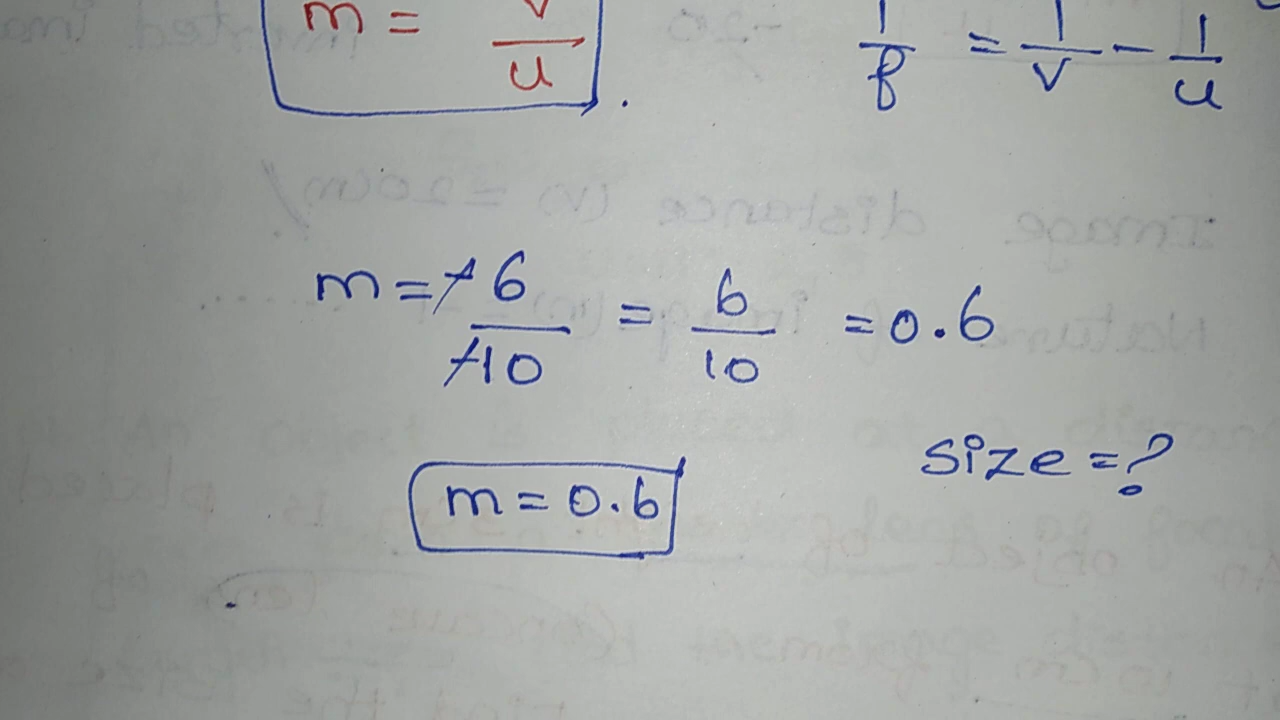 m = v/u .
1/f = 1/v - 1/u
m = -6/-10 = 6/10 = 0.6
m = 0.6
size = ?